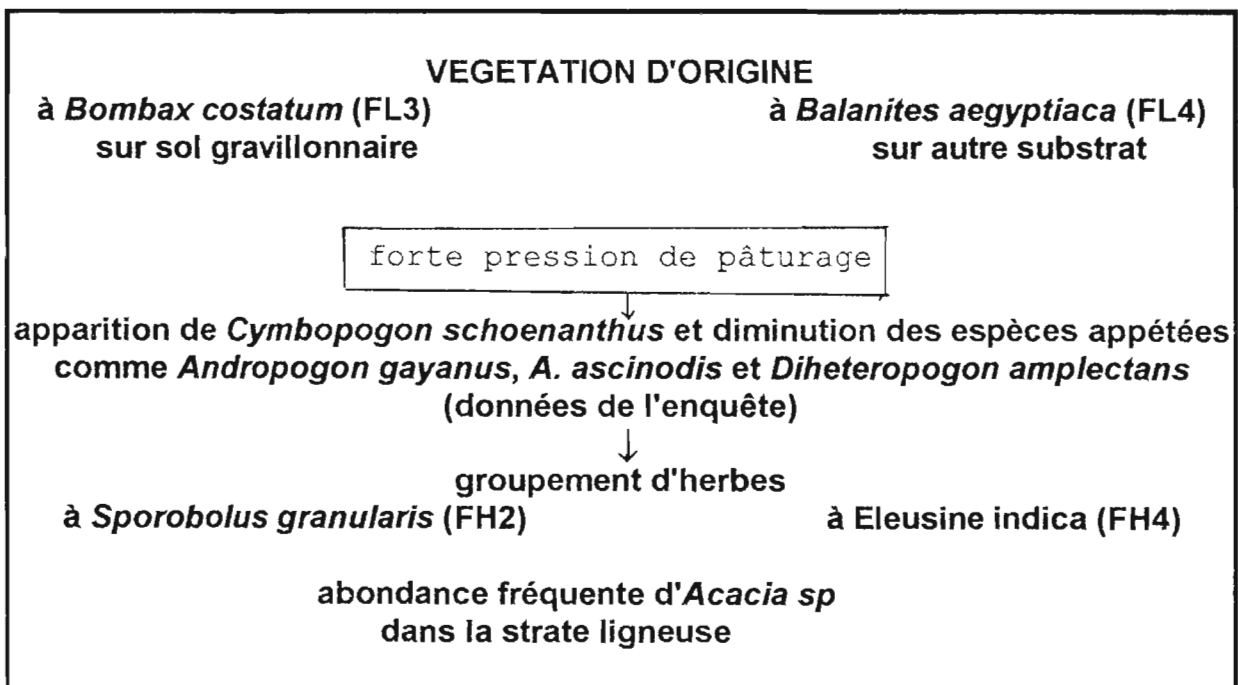 VEGETATION D'ORIGINE
à Bombax costatum (FL3)
sur sol gravillonnaire
à Balanites aegyptiaca (FL4)
sur autre substrat
forte pression de pâturage
apparition de Cymbopogon schoenanthus et diminution des espèces appétées
comme Andropogon gayanus, A. ascinodis et Diheteropogon amplectans
(données de l'enquête)
groupement d'herbes
à Sporobolus granularis (FH2)
à Eleusine indica (FH4)
abondance fréquente d'Acacia sp
dans la strate ligneuse